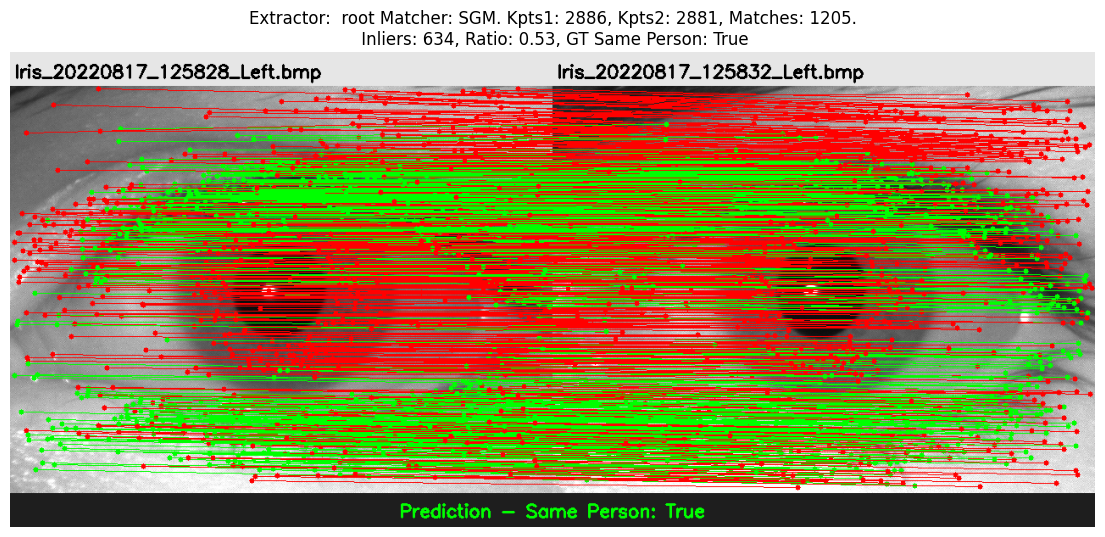 Extractor:  root Matcher: SGM. Kpts1: 2886, Kpts2: 2881, Matches: 1205.
Inliers: 634, Ratio: 0.53, GT Same Person: True
Iris_20220817_125828_Left.bmp
Iris_20220817_125832_Left.bmp
Prediction - Same Person: True